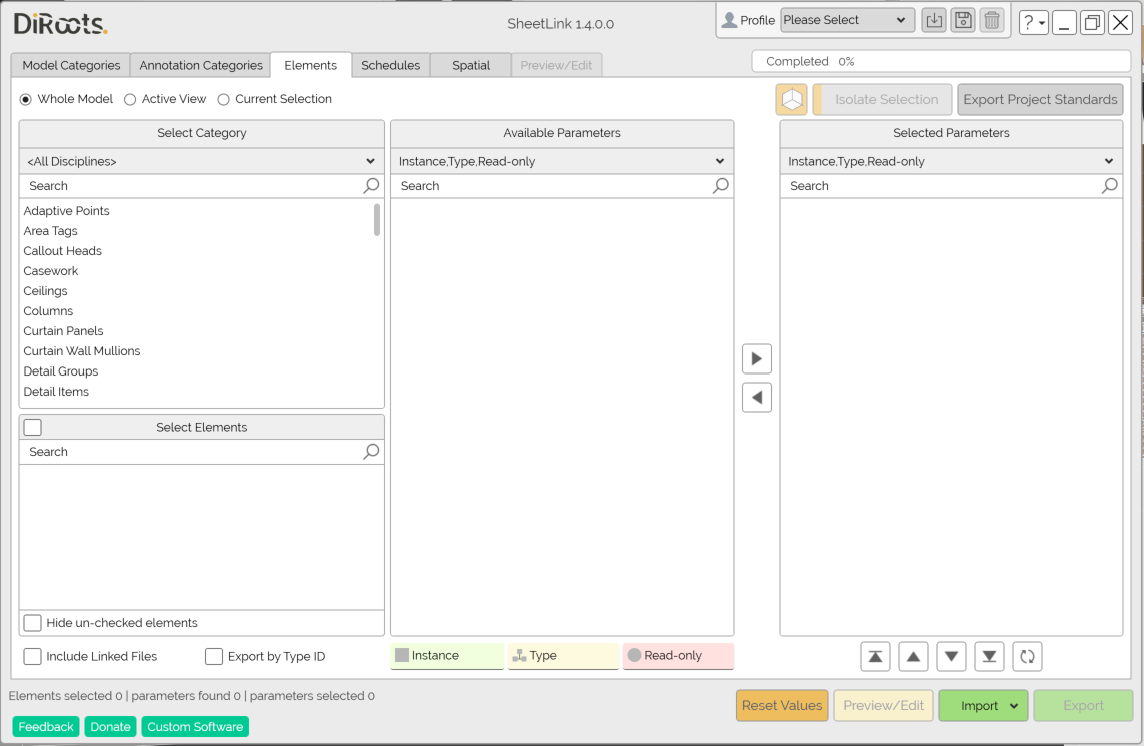 DiRoots.
SheetLink 1.4.0.0
Profile
Please Select
?
Model Categories
Annotation Categories
Elements
Schedules
Spatial
Preview/Edit
Completed 0%
Whole Model
Active View
Current Selection
Isolate Selection
Export Project Standards
Select Category
Available Parameters
Selected Parameters
<All Disciplines>
Instance,Type,Read-only
Instance,Type,Read-only
Search
Search
Search
Adaptive Points
Area Tags
Callout Heads
Casework
Ceilings
Columns
Curtain Panels
Curtain Wall Mullions
Detail Groups
Detail Items
Select Elements
Search
Hide un-checked elements
Include Linked Files
Export by Type ID
Instance
Type
Read-only
Elements selected 0 | parameters found 0 | parameters selected 0
Reset Values
Preview/Edit
Import
Export
Feedback
Donate
Custom Software